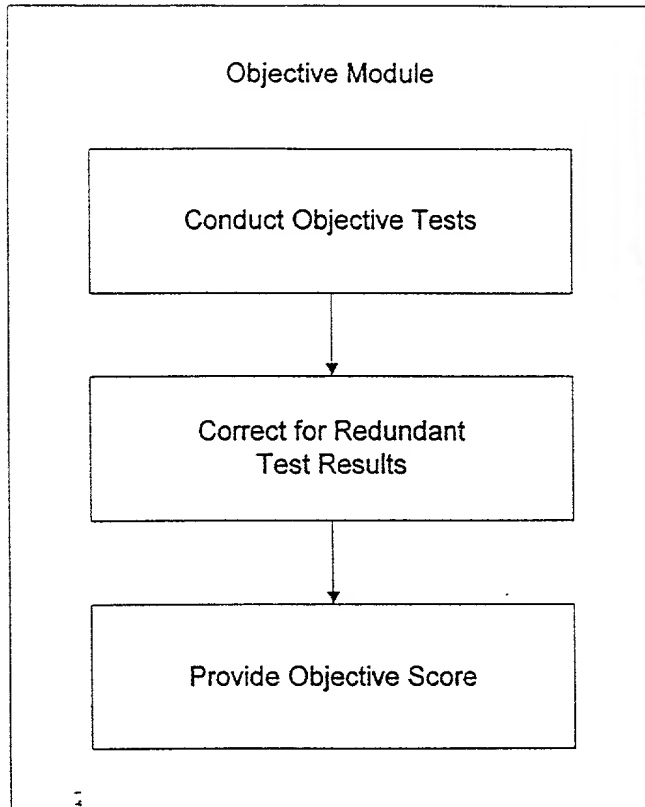 Objective Module
Conduct Objective Tests
Correct for Redundant
Test Results
Provide Objective Score